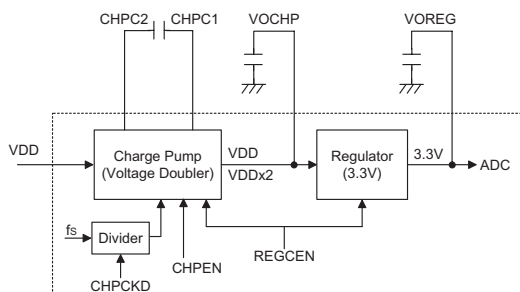 CHPC2 CHPC1 VOCHP VOREG
VDD
Charge Pump
(Voltage Doubler)
VDD
VDDx2
Regulator
(3.3V)
3.3V
ADC
fs
Divider
CHPCKD
CHPEN
REGCEN